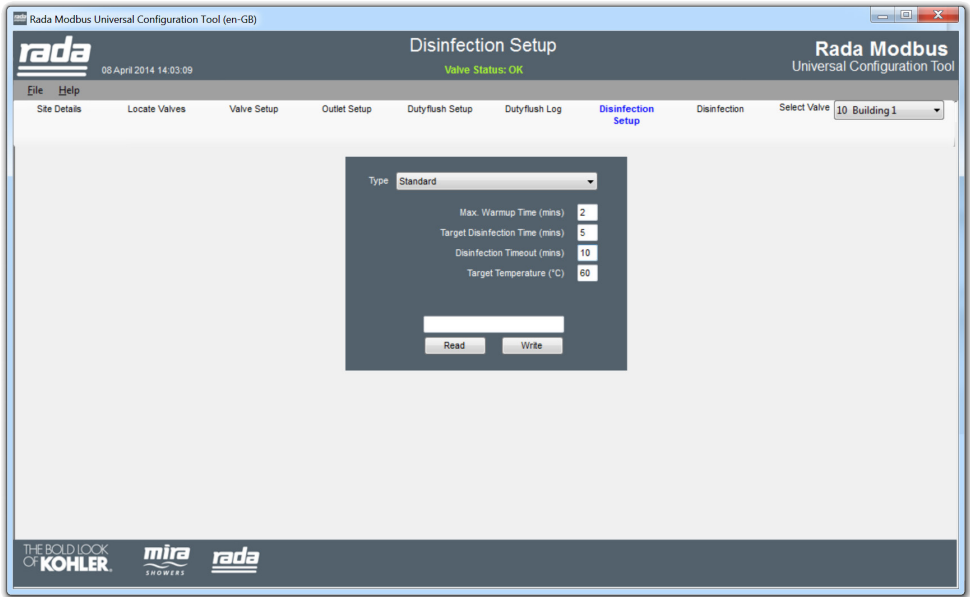 Rada Modbus Universal Configuration Tool (en-GB)
rada
08 April 2014 14:03:09
Disinfection Setup
Valve Status: OK
Rada Modbus
Universal Configuration Tool
File Help
Site Details Locate Valves Valve Setup Outlet Setup Dutyflush Setup Dutyflush Log Disinfection Setup Disinfection Select Valve 10 Building 1
Type Standard
Max. Warmup Time (mins) 2
Target Disinfection Time (mins) 5
Disinfection Timeout (mins) 10
Target Temperature (°C) 60
Read Write
THE BOLD LOOK
OF KOHLER.
mira
SHOWERS
rada